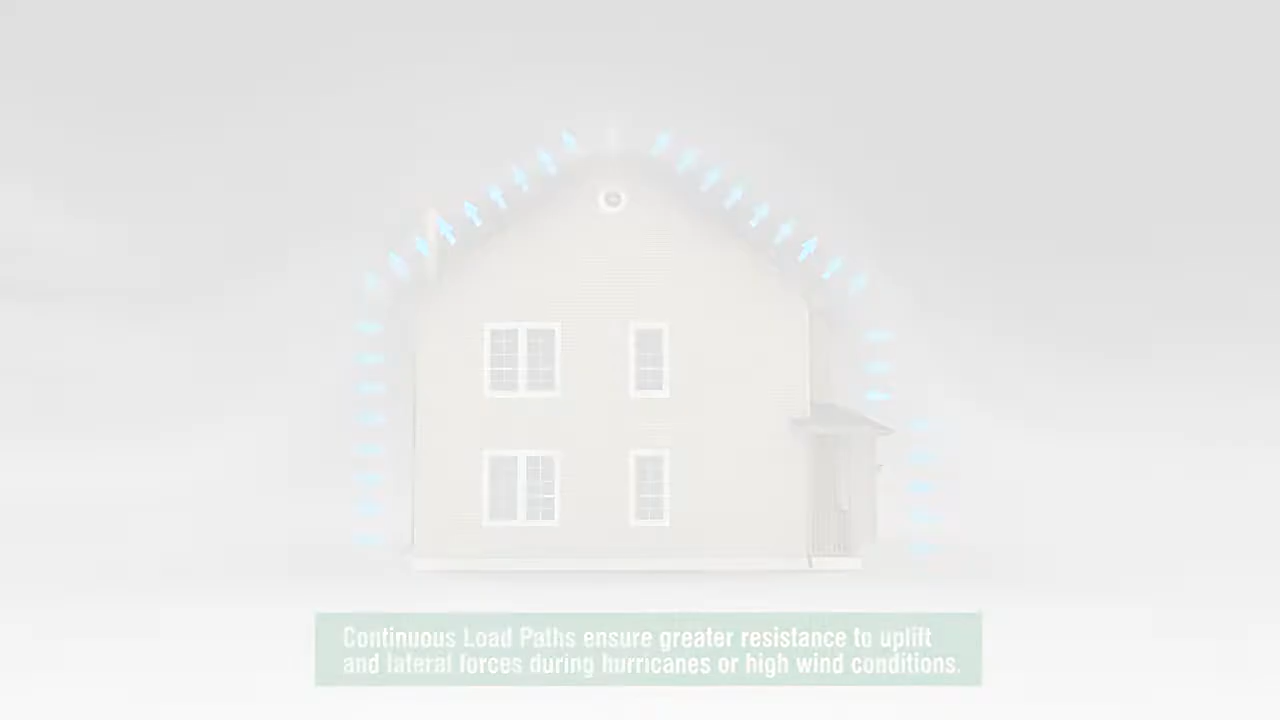 Continuous Load Paths ensure greater resistance to uplift
and lateral forces during hurricanes or high wind conditions.